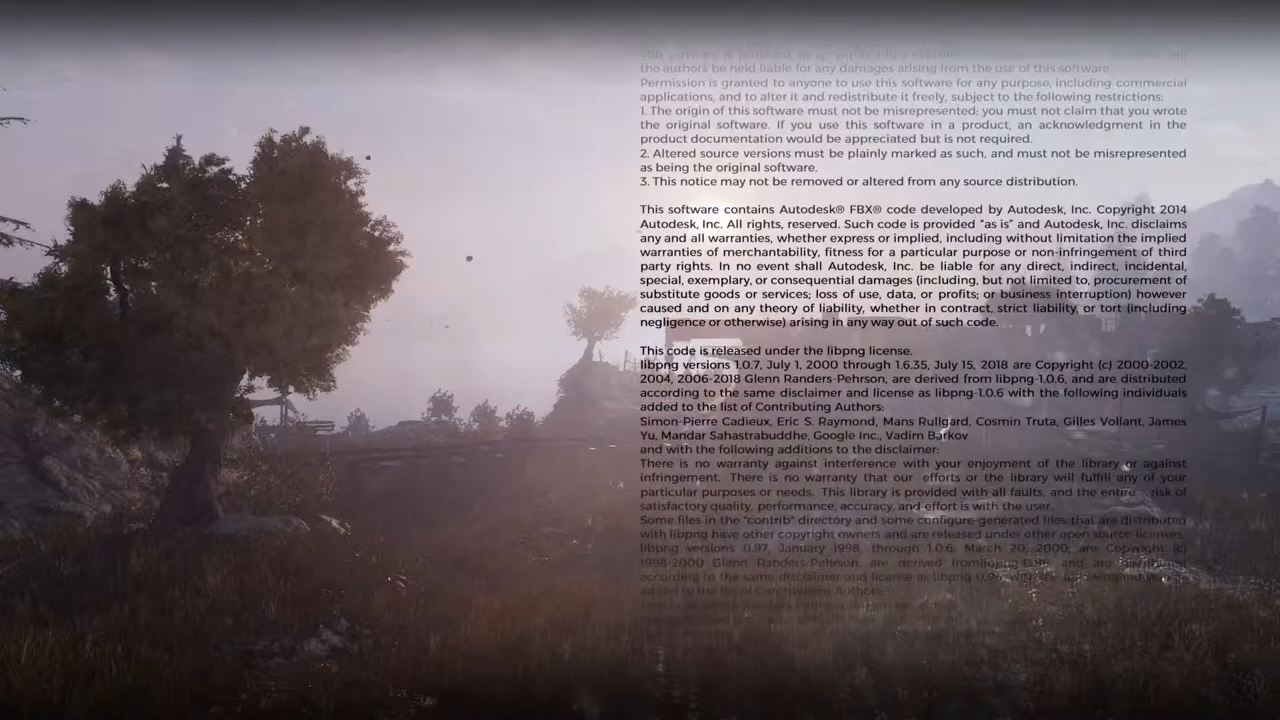 the authors be held liable for any damages arising from the use of this software.
Permission is granted to anyone to use this software for any purpose, including commercial
applications, and to alter it and redistribute it freely, subject to the following restrictions:
1. The origin of this software must not be misrepresented; you must not claim that you wrote
the original software. If you use this software in a product, an acknowledgment in the
product documentation would be appreciated but is not required.
2. Altered source versions must be plainly marked as such, and must not be misrepresented
as being the original software.
3. This notice may not be removed or altered from any source distribution.
This software contains Autodesk® FBX® code developed by Autodesk, Inc. Copyright 2014
Autodesk, Inc. All rights, reserved. Such code is provided "as is" and Autodesk, Inc. disclaims
any and all warranties, whether express or implied, including without limitation the implied
warranties of merchantability, fitness for a particular purpose or non-infringement of third
party rights. In no event shall Autodesk, Inc. be liable for any direct, indirect, incidental,
special, exemplary, or consequential damages (including, but not limited to, procurement of
substitute goods or services; loss of use, data, or profits; or business interruption) however
caused and on any theory of liability, whether in contract, strict liability, or tort (including
negligence or otherwise) arising in any way out of such code.
This code is released under the libpng license.
libpng versions 1.0.7, July 1, 2000 through 1.6.35, July 15, 2018 are Copyright (c) 2000-2002,
2004, 2006-2018 Glenn Randers-Pehrson, are derived from libpng-1.0.6, and are distributed
according to the same disclaimer and license as libpng-1.0.6 with the following individuals
added to the list of Contributing Authors:
Simon-Pierre Cadieux, Eric S. Raymond, Mans Rullgard, Cosmin Truta, Gilles Vollant, James
Yu, Mandar Sahastrabuddhe, Google Inc., Vadim Barkov
and with the following additions to the disclaimer:
There is no warranty against interference with your enjoyment of the library or against
infringement. There is no warranty that our efforts or the library will fulfill any of your
particular purposes or needs. This library is provided with all faults, and the entire risk of
satisfactory quality, performance, accuracy, and effort is with the user.
Some files in the "contrib" directory and some configure-generated files that are distributed
with libpng have other copyright owners and are released under other open source licenses.
libpng versions 0.97, January 1998, through 1.0.6, March 20, 2000, are Copyright (c)
1998-2000 Glenn Randers-Pehrson, are derived fromlibpng-0.96, and are distributed
according to the same disclaimer and license as libpng-0.96, with the following
added to the list of Contributing Authors: